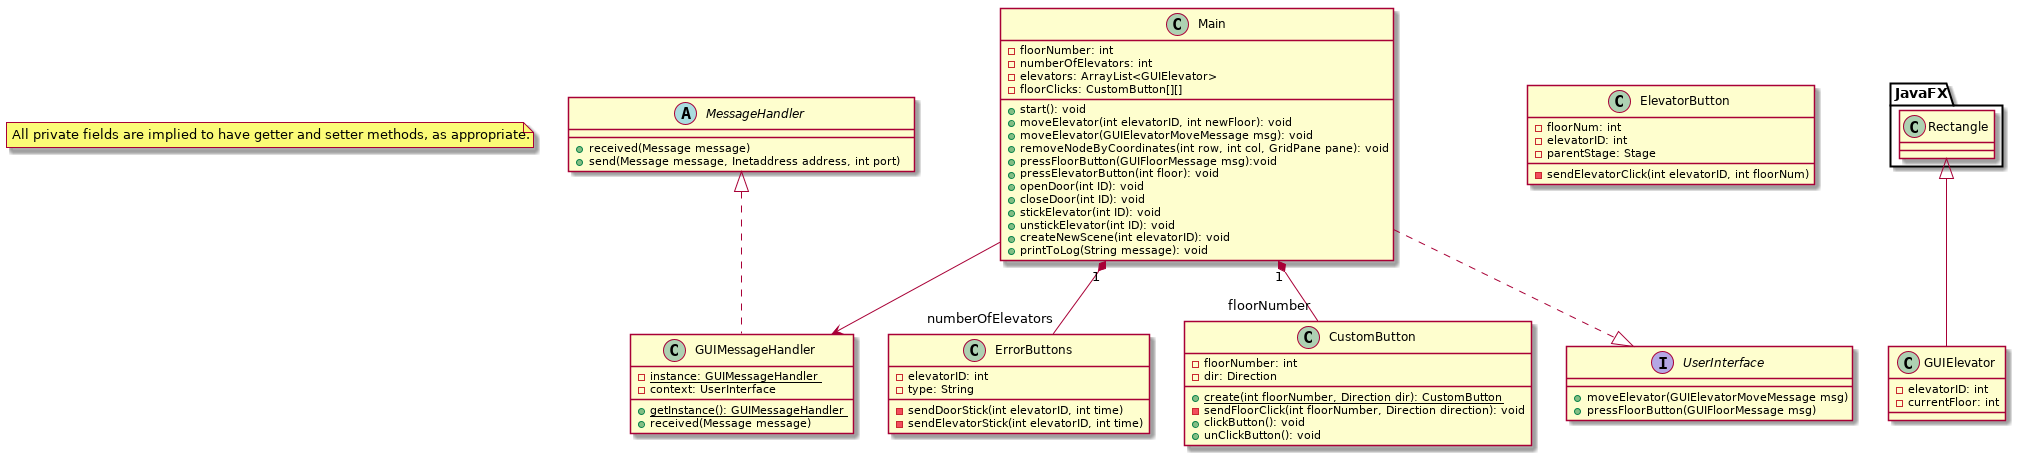 All private fields are implied to have getter and setter methods, as appropriate.
A MessageHandler
received(Message message)
send(Message message, Inetaddress address, int port)
C Main
floorNumber: int
numberOfElevators: int
elevators: ArrayList<GUIElevator>
floorClicks: CustomButton[][]
start(): void
moveElevator(int elevatorID, int newFloor): void
moveElevator(GUIElevatorMoveMessage msg): void
removeNodeByCoordinates(int row, int col, GridPane pane): void
pressFloorButton(GUIFloorMessage msg):void
pressElevatorButton(int floor): void
openDoor(int ID): void
closeDoor(int ID): void
stickElevator(int ID): void
unstickElevator(int ID): void
createNewScene(int elevatorID): void
printToLog(String message): void
C ElevatorButton
floorNum: int
elevatorID: int
parentStage: Stage
sendElevatorClick(int elevatorID, int floorNum)
JavaFX
C Rectangle
1
numberOfElevators
1
floorNumber
C GUIMessageHandler
instance: GUIMessageHandler
context: UserInterface
getInstance(): GUIMessageHandler
received(Message message)
C ErrorButtons
elevatorID: int
type: String
sendDoorStick(int elevatorID, int time)
sendElevatorStick(int elevatorID, int time)
C CustomButton
floorNumber: int
dir: Direction
create(int floorNumber, Direction dir): CustomButton
sendFloorClick(int floorNumber, Direction direction): void
clickButton(): void
unClickButton(): void
I UserInterface
moveElevator(GUIElevatorMoveMessage msg)
pressFloorButton(GUIFloorMessage msg)
C GUIElevator
elevatorID: int
currentFloor: int